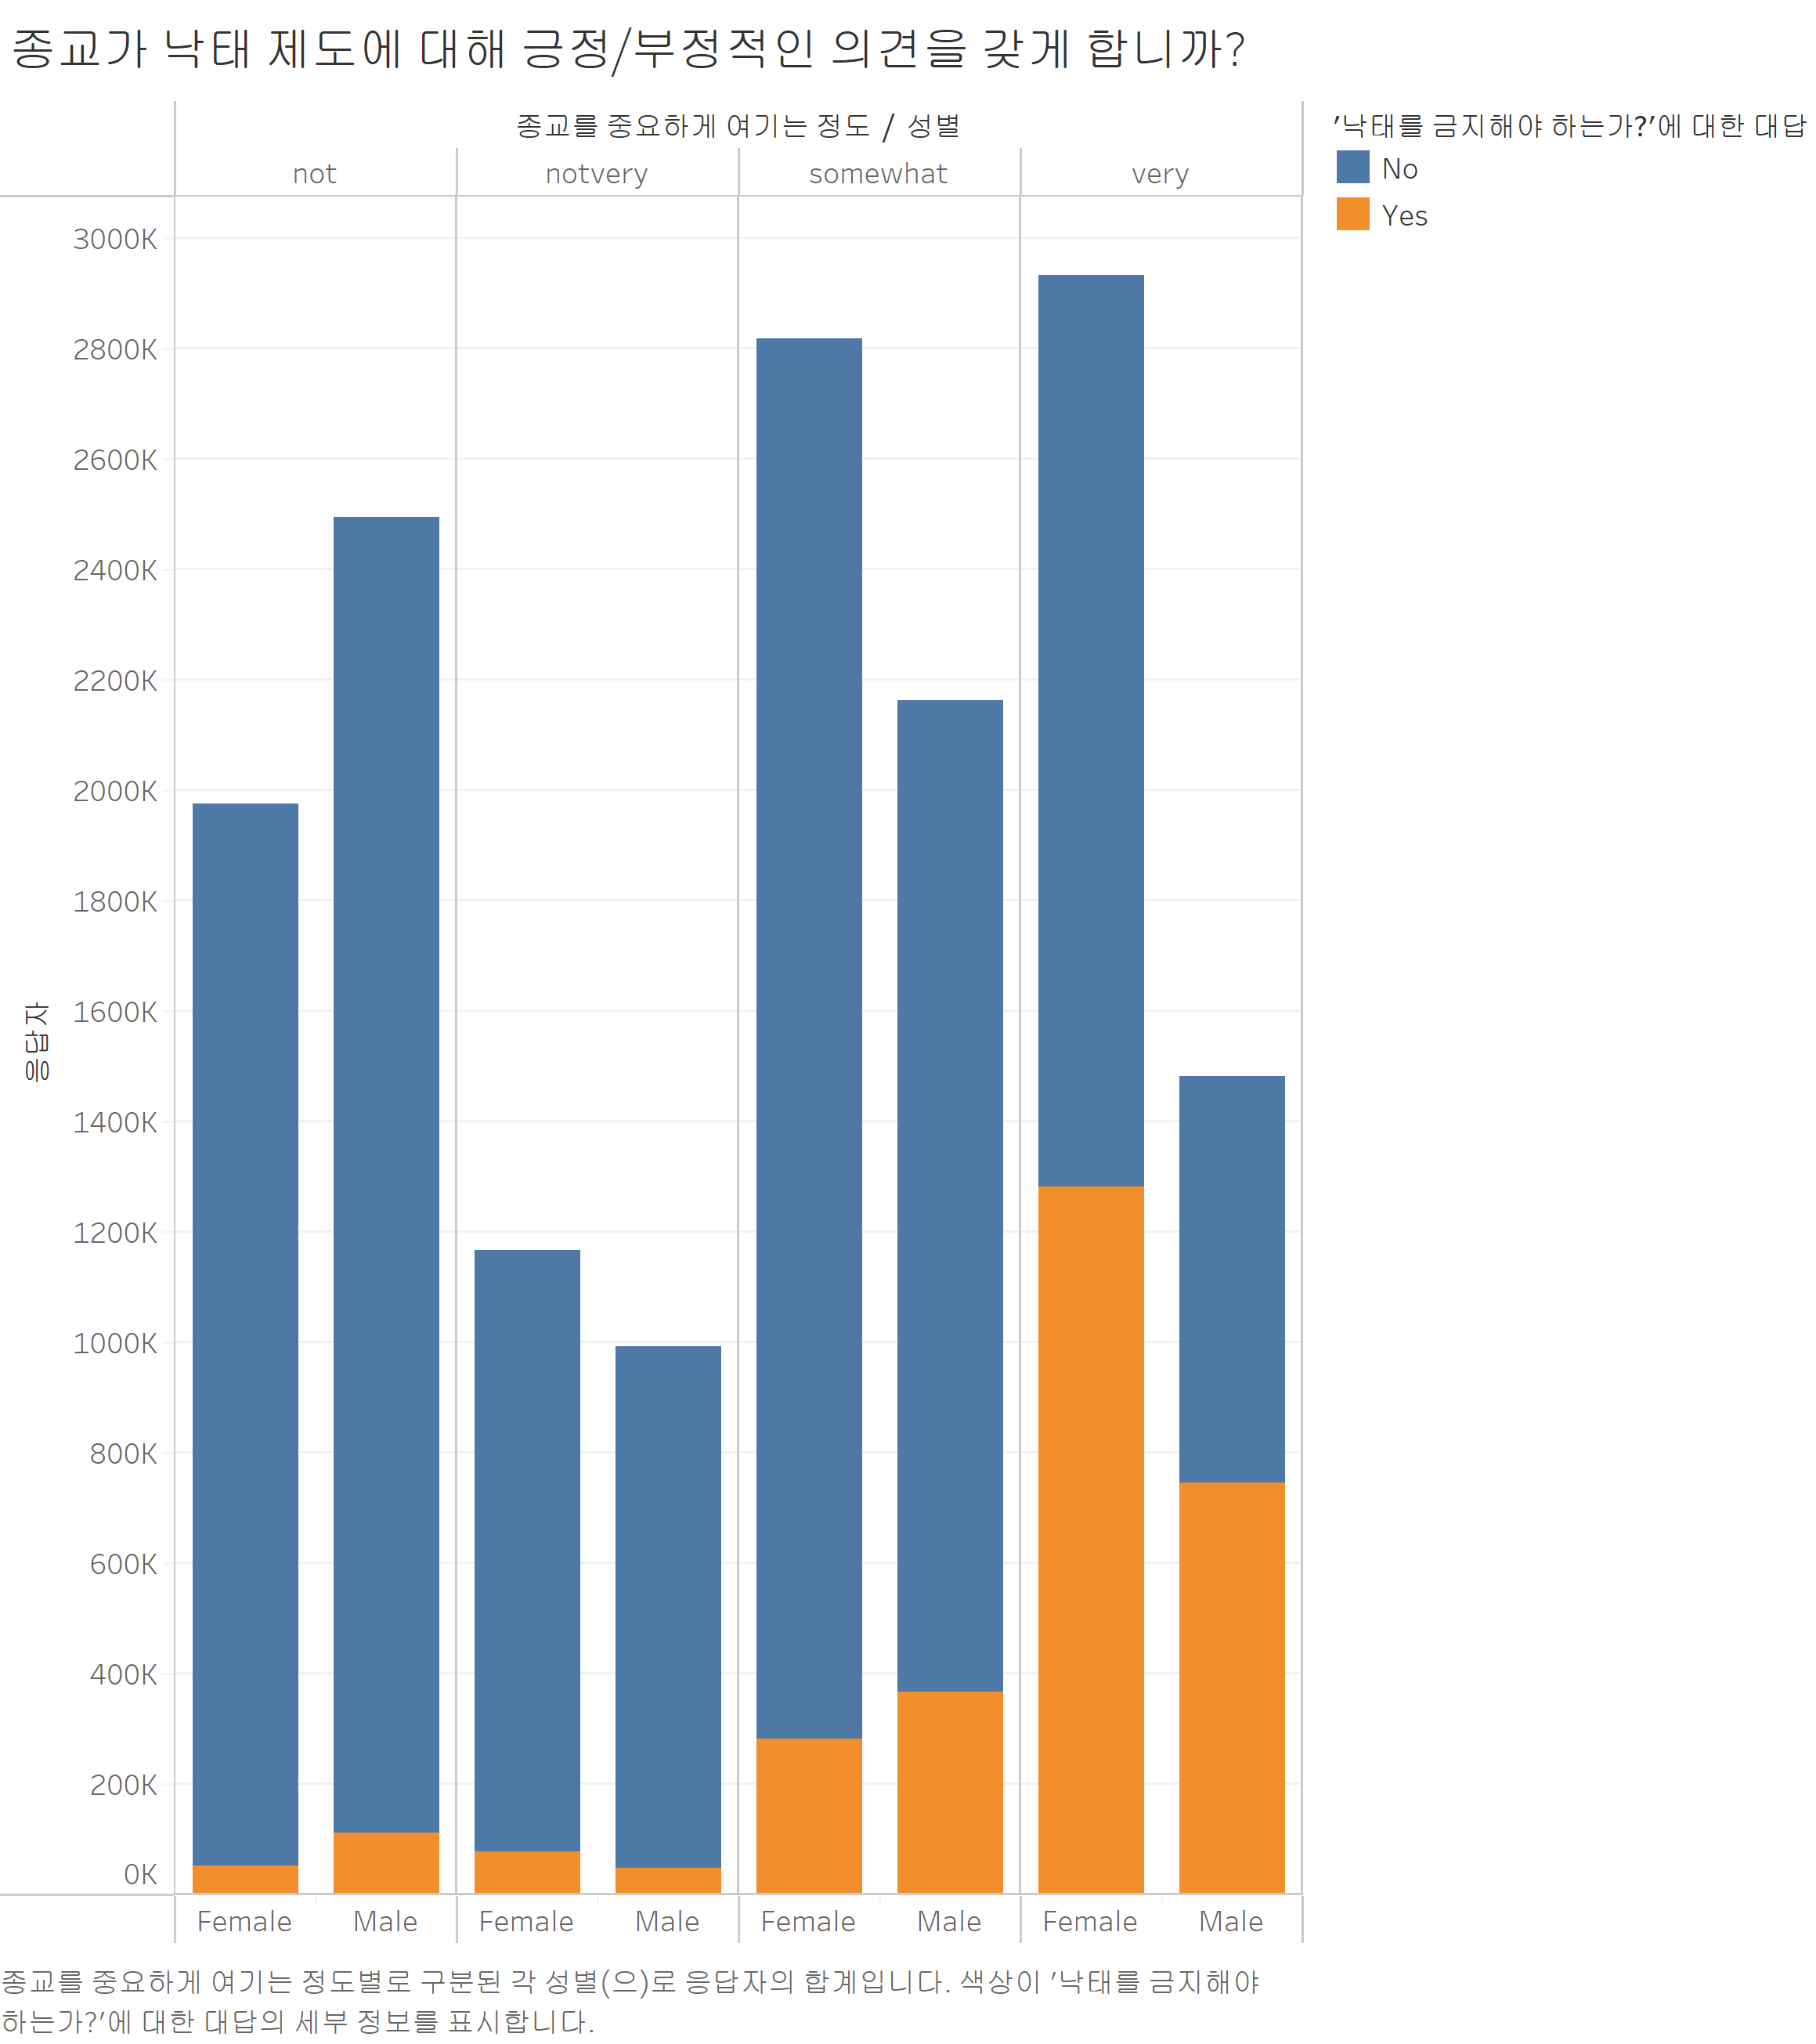 종교가 낙태 제도에 대해 긍정/부정적인 의견을 갖게 합니까?
종교를 중요하게 여기는 정도 / 성별
not notvery somewhat very
'낙태를 금지해야 하는가?'에 대한 대답
No
Yes
3000K
2800K
2600K
2400K
2200K
2000K
1800K
1600K
1400K
1200K
1000K
800K
600K
400K
200K
0K
응답자
Female Male Female Male Female Male Female Male
종교를 중요하게 여기는 정도별로 구분된 각 성별(으)로 응답자의 합계입니다. 색상이 '낙태를 금지해야
하는가?'에 대한 대답의 세부 정보를 표시합니다.